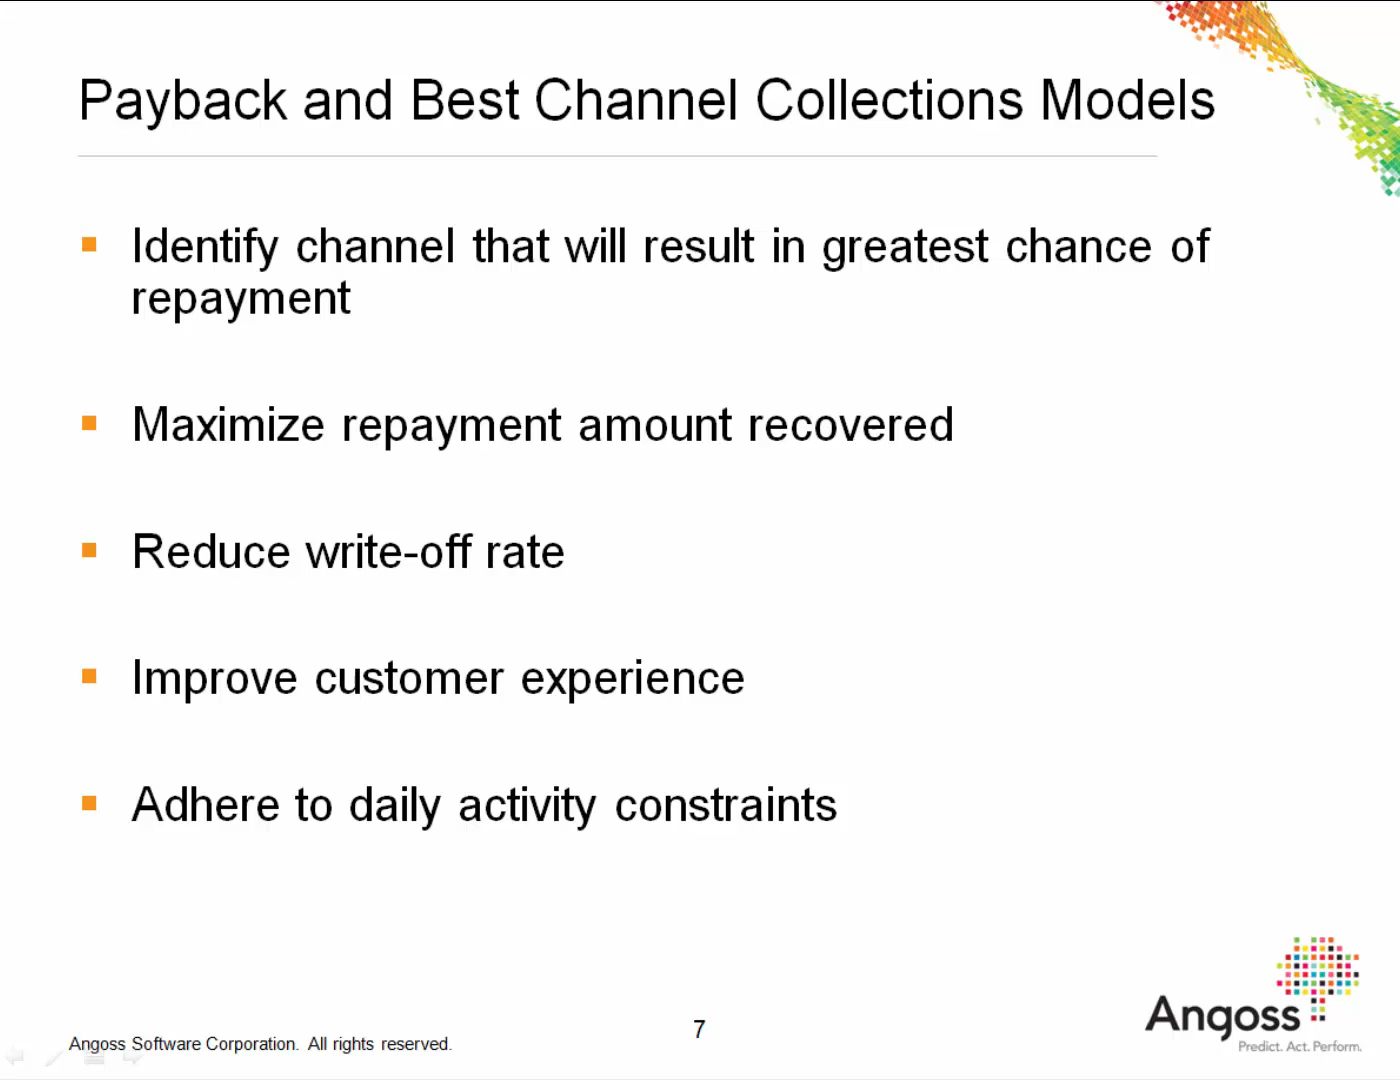 Payback and Best Channel Collections Models
Identify channel that will result in greatest chance of
repayment
Maximize repayment amount recovered
Reduce write-off rate
Improve customer experience
Adhere to daily activity constraints
Angoss Software Corporation. All rights reserved.
7
Angoss
Predict. Act. Perform.